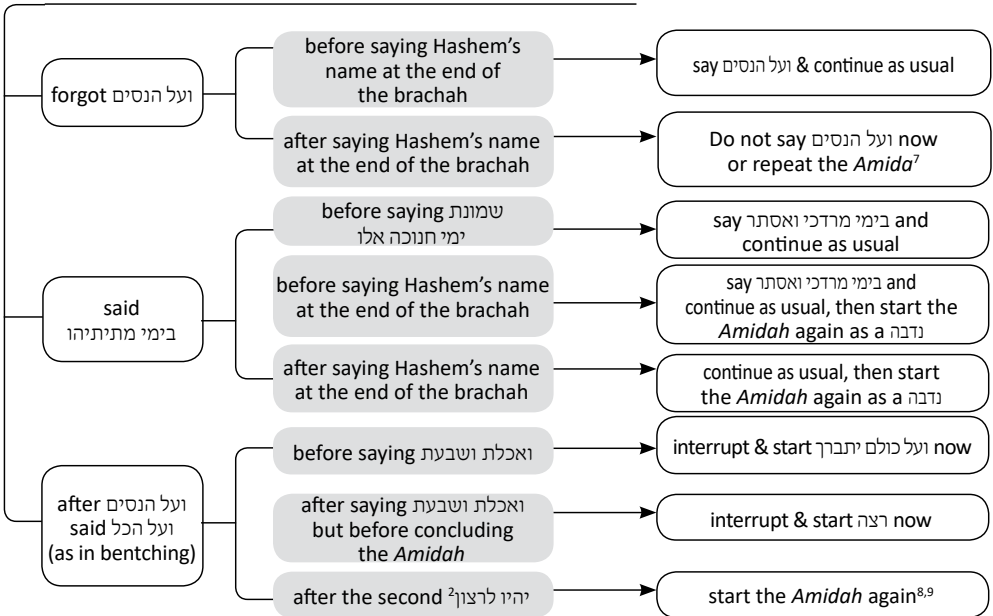 forgot ועל הנסים
before saying Hashem's
name at the end of
the brachah
say ועל הנסים & continue as usual
after saying Hashem's name
at the end of the brachah
Do not say ועל הנסים now
or repeat the Amida7
said
בימי מתיתיהו
before saying שמונת
ימי חנוכה אלו
say בימי מרדכי ואסתר and
continue as usual
before saying Hashem's name
at the end of the brachah
say בימי מרדכי ואסתר and
continue as usual, then start the
Amidah again as a נדבה
after saying Hashem's name
at the end of the brachah
continue as usual, then start
the Amidah again as a נדבה
after ועל הנסים
said ועל הכל
(as in bentching)
before saying ואכלת ושבעת
interrupt & start ועל כולם יתברך now
after saying ואכלת ושבעת
but before concluding
the Amidah
interrupt & start רצה now
after the second 2יהיו לרצון
start the Amidah again8,9